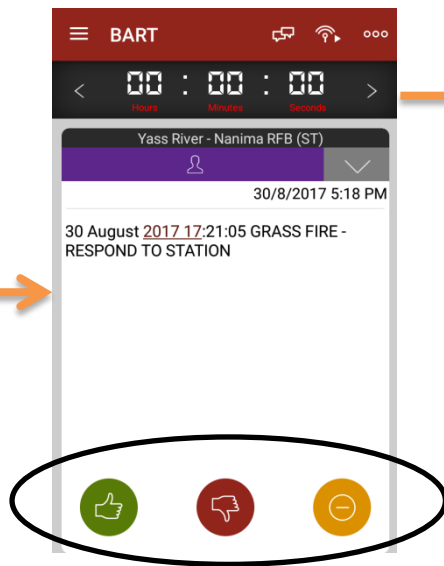 BART
00 : 00 : 00
Hours Minutes Seconds
Yass River - Nanima RFB (ST)
30/8/2017 5:18 PM
30 August 2017 17:21:05 GRASS FIRE -
RESPOND TO STATION